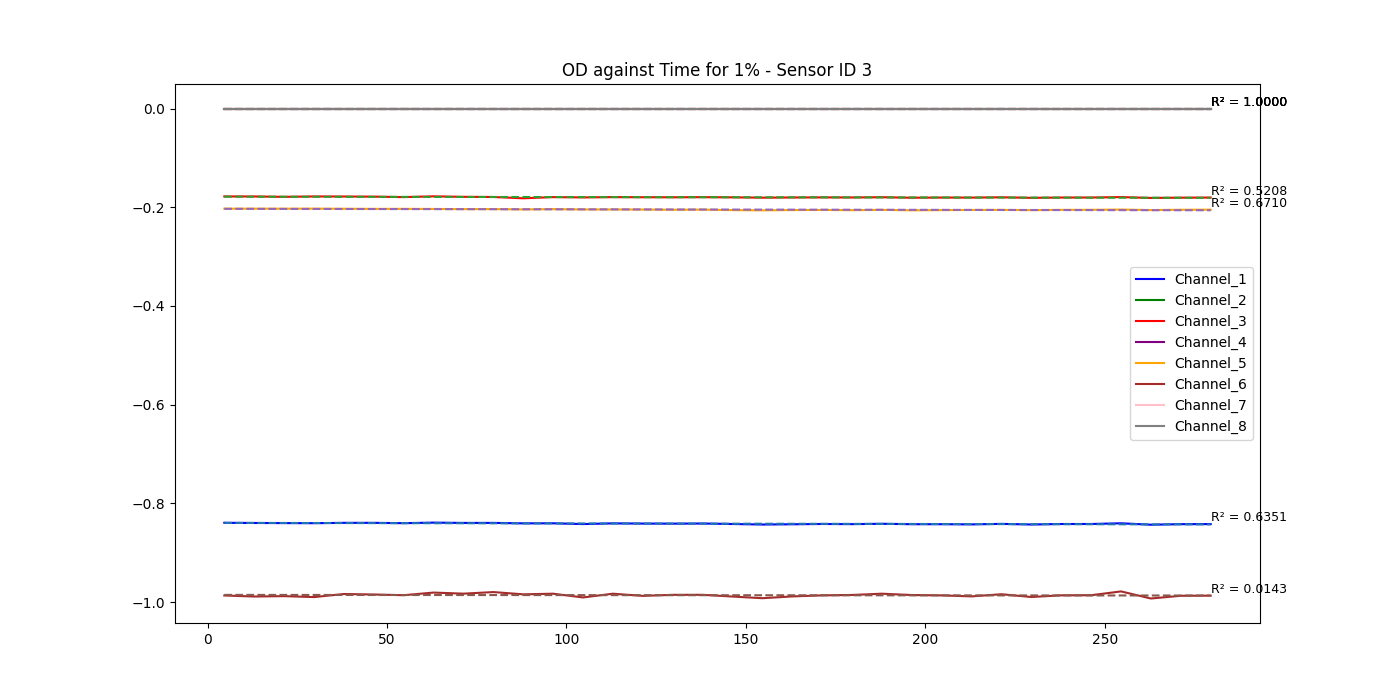 OD against Time for 1% - Sensor ID 3
0.0
R² = 1.0000
R² = 0.5208
−0.2
R² = 0.6710
Channel_1
Channel_2
−0.4
Channel_3
Channel_4
Channel_5
Channel_6
−0.6
Channel_7
Channel_8
−0.8
R² = 0.6351
R² = 0.0143
−1.0
0 50 100 150 200 250